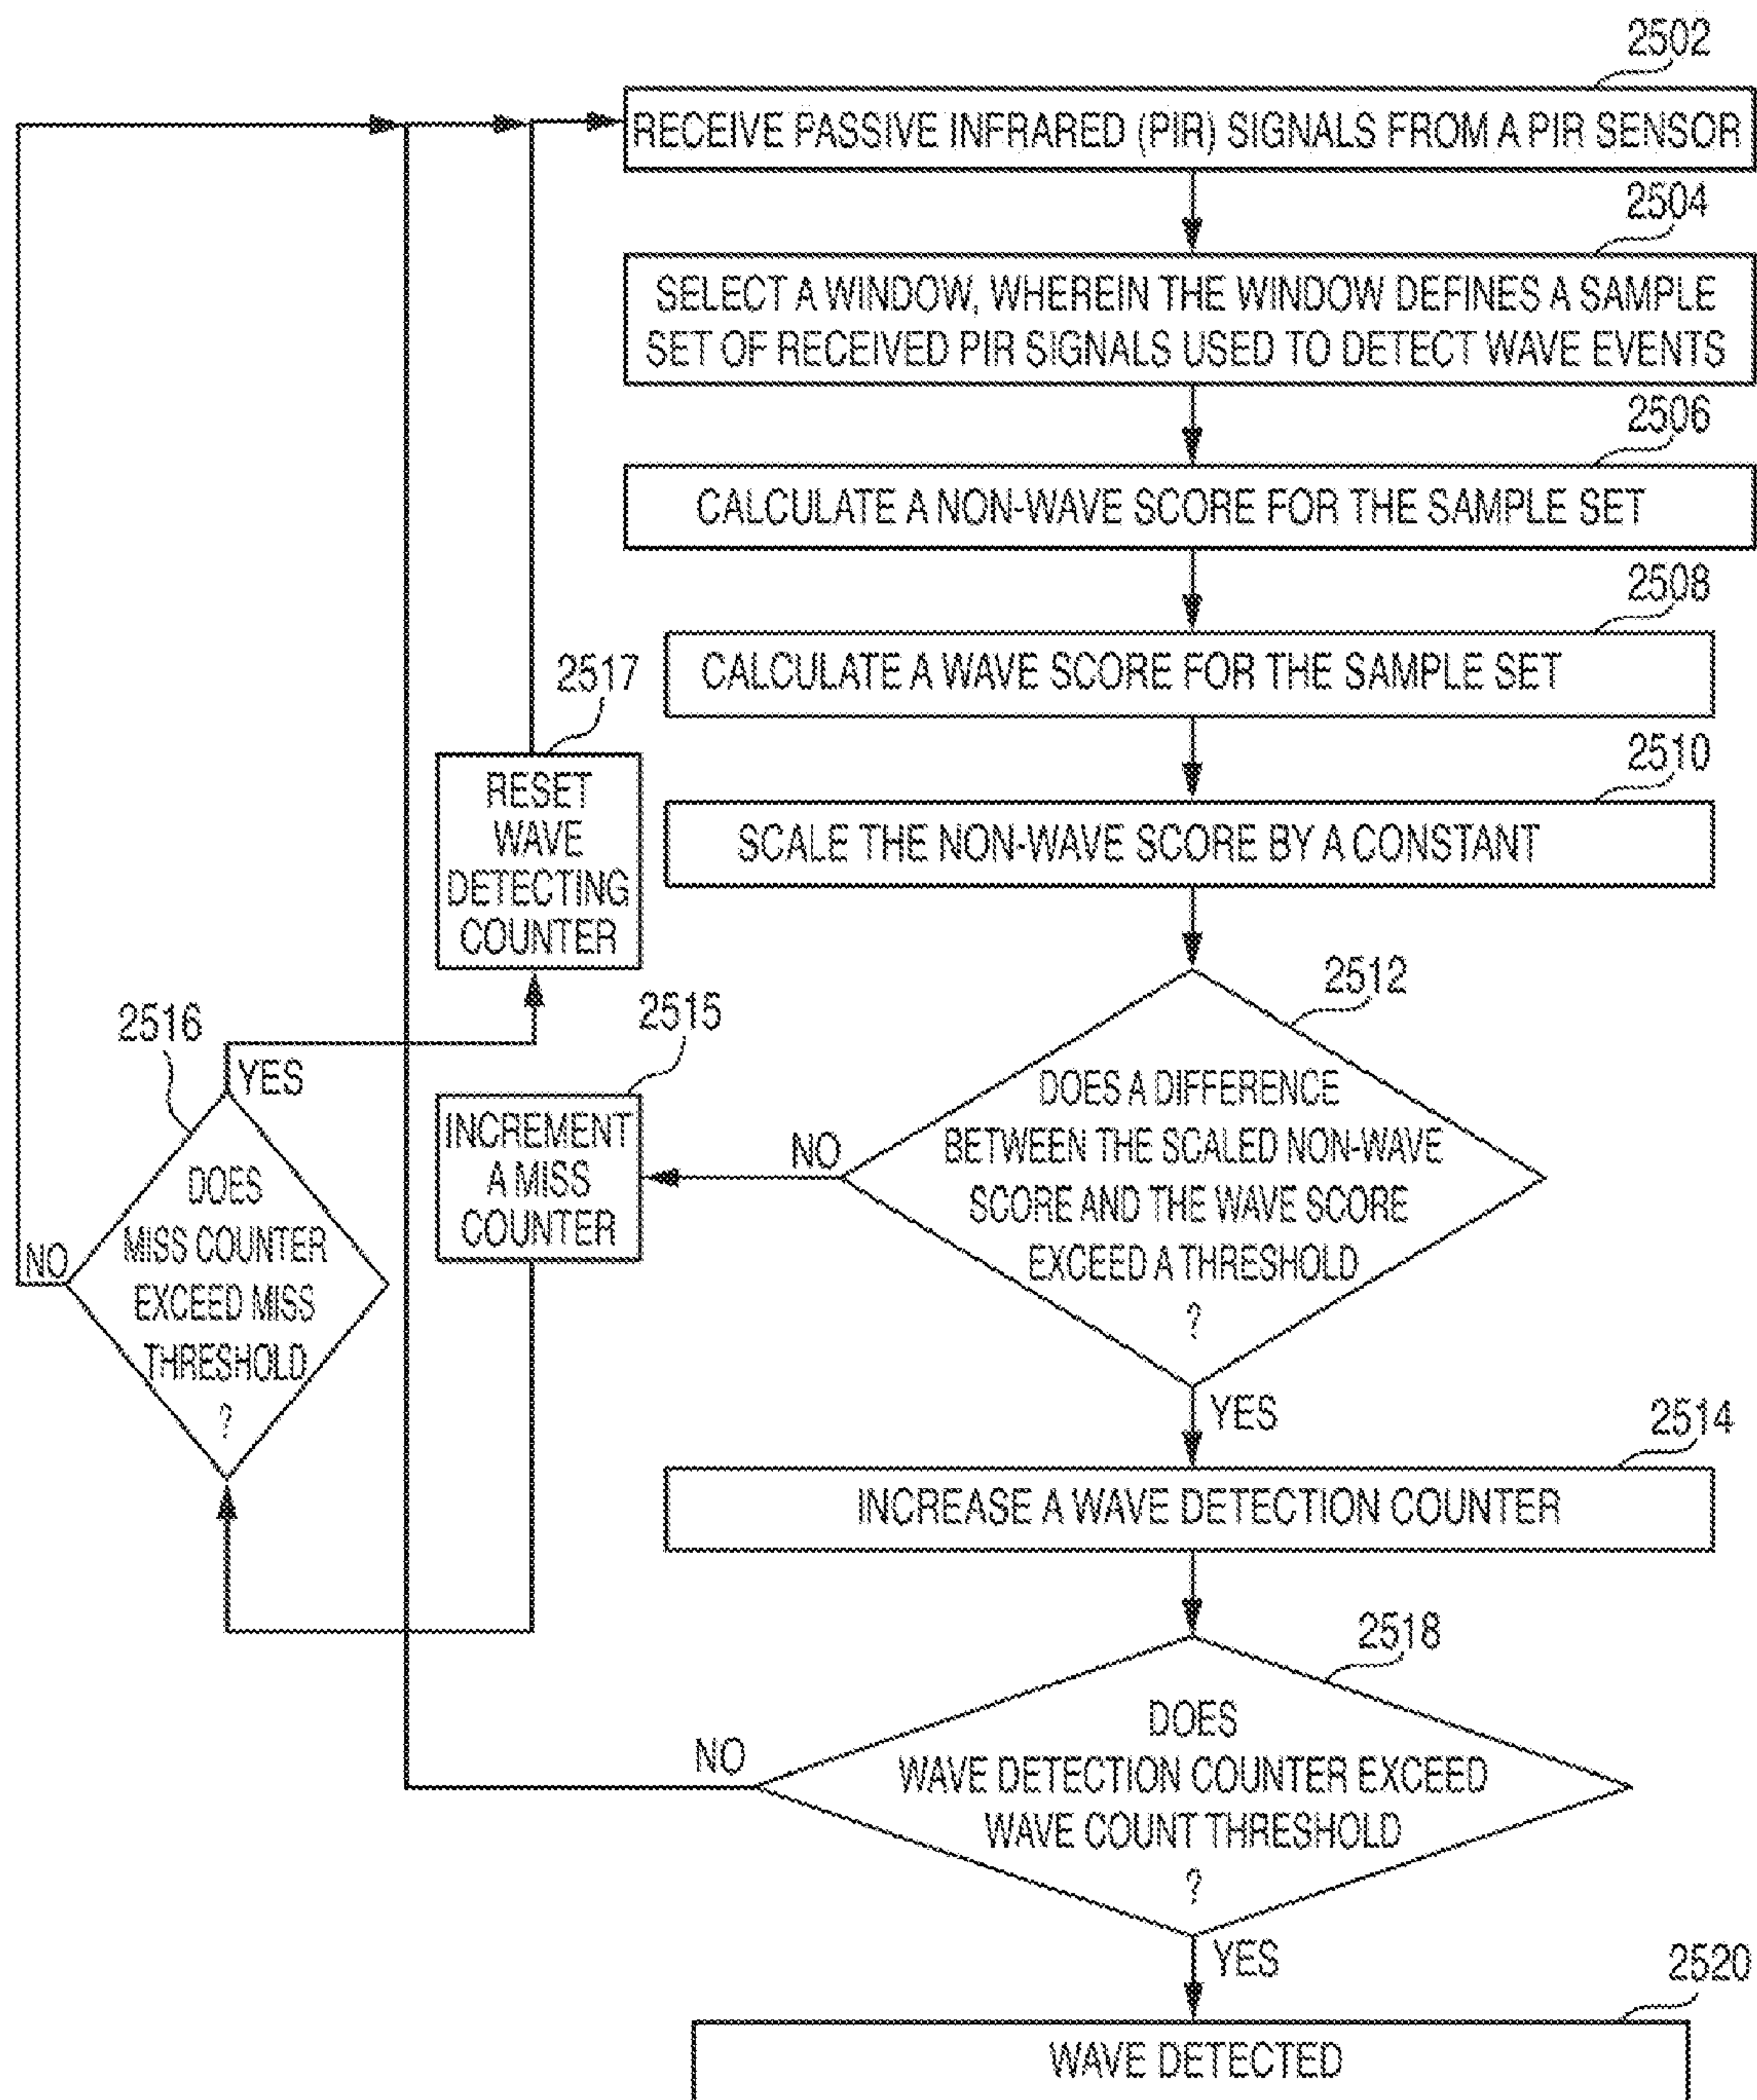 2502
RECEIVE PASSIVE INFRARED (PIR) SIGNALS FROM A PIR SENSOR
2504
SELECT A WINDOW, WHEREIN THE WINDOW DEFINES A SAMPLE
SET OF RECEIVED PIR SIGNALS USED TO DETECT WAVE EVENTS
2506
CALCULATE A NON-WAVE SCORE FOR THE SAMPLE SET
2508
CALCULATE A WAVE SCORE FOR THE SAMPLE SET
2510
SCALE THE NON-WAVE SCORE BY A CONSTANT
2512
DOES A DIFFERENCE
BETWEEN THE SCALED NON-WAVE
SCORE AND THE WAVE SCORE
EXCEED A THRESHOLD
?
NO
YES
2515
INCREMENT
A MISS
COUNTER
2516
DOES
MISS COUNTER
EXCEED MISS
THRESHOLD
?
NO
YES
2517
RESET
WAVE
DETECTING
COUNTER
2514
INCREASE A WAVE DETECTION COUNTER
2518
DOES
WAVE DETECTION COUNTER EXCEED
WAVE COUNT THRESHOLD
?
NO
YES
2520
WAVE DETECTED